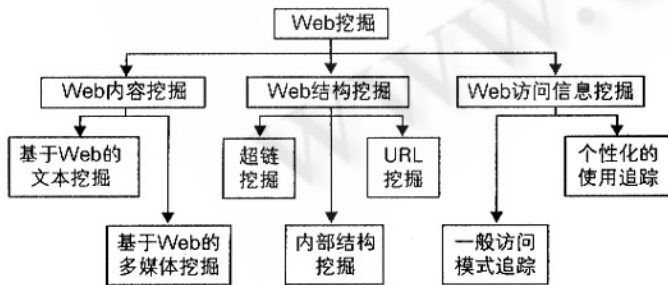 Web挖掘
Web内容挖掘
Web结构挖掘
Web访问信息挖掘
基于Web的
文本挖掘
超链
挖掘
URL
挖掘
个性化的
使用追踪
基于Web的
多媒体挖掘
内部结构
挖掘
一般访问
模式追踪